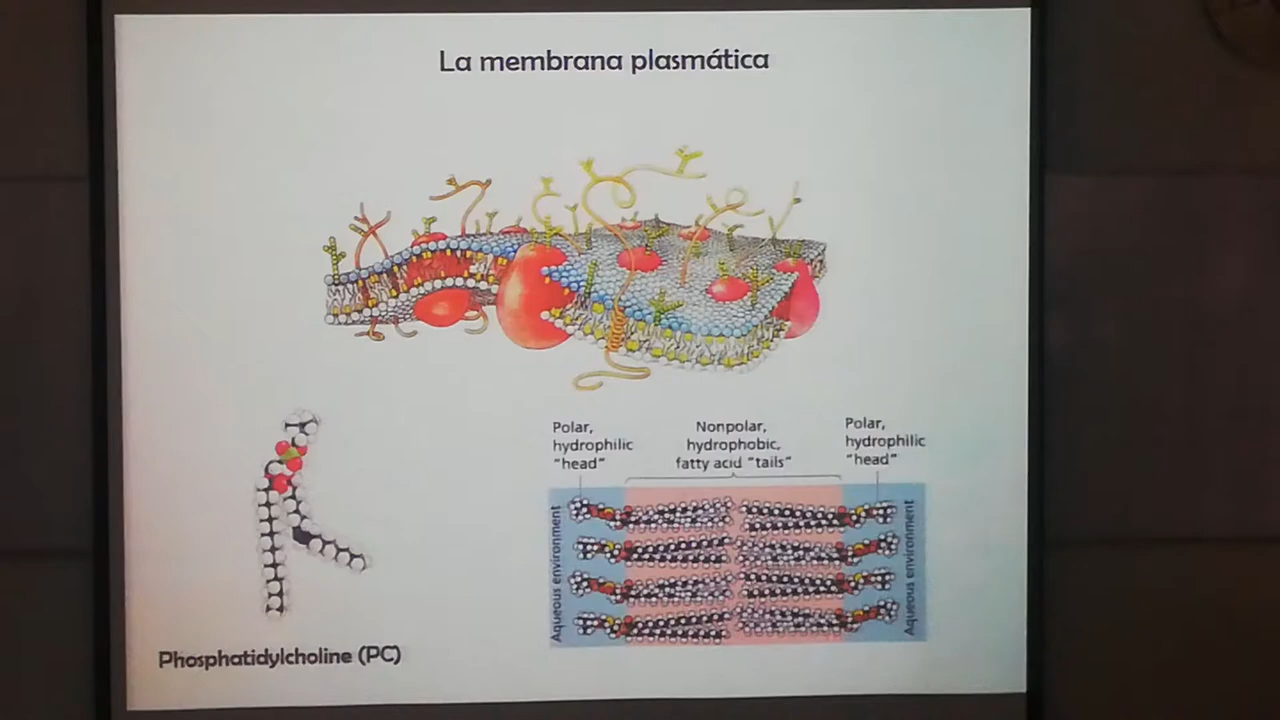 La membrana plasmática
Polar,
hydrophilic
"head"
Nonpolar,
hydrophobic,
fatty acid "tails"
Polar,
hydrophilic
"head"
Aqueous environment
Aqueous environment
Phosphatidylcholine (PC)